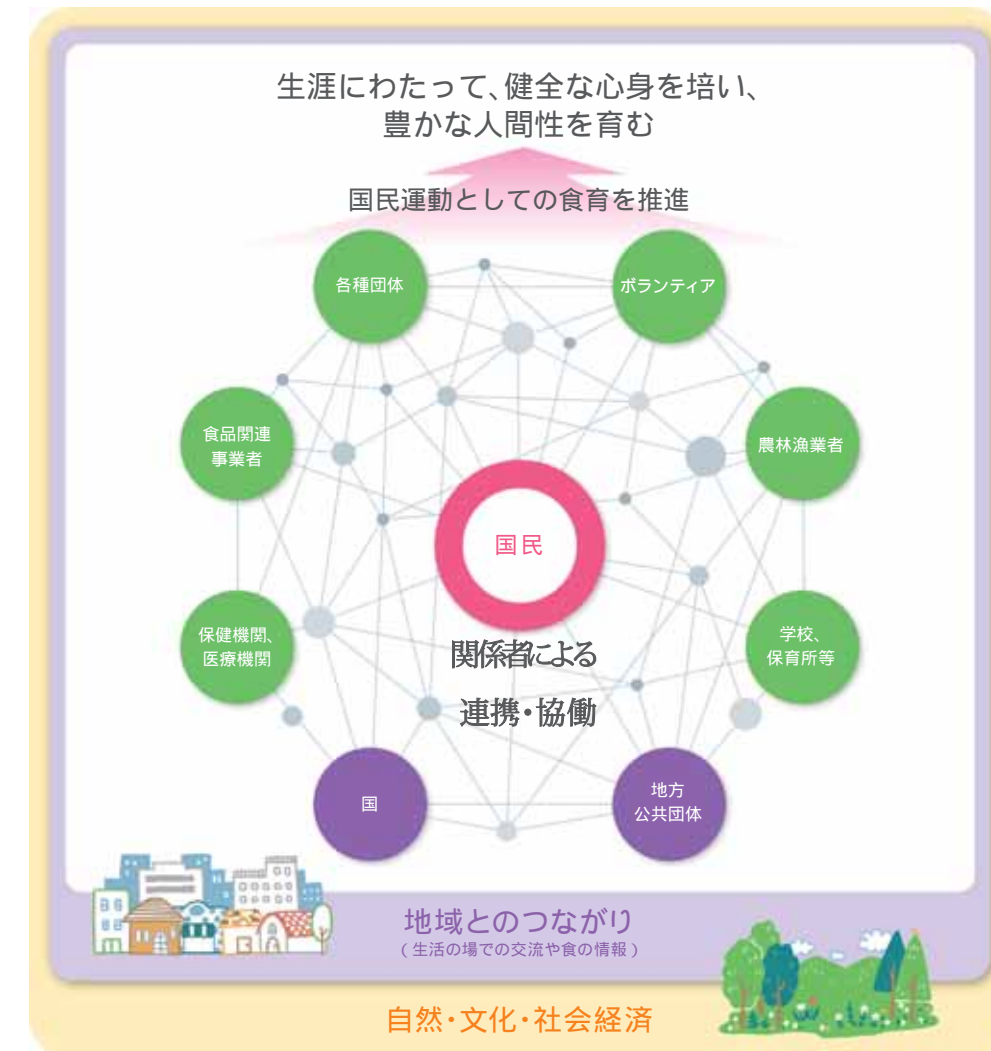 生涯にわたって、健全な心身を培い、
豊かな人間性を育む
国民運動としての食育を推進
各種団体
ボランティア
食品関連
事業者
農林漁業者
国民
保健機関、
医療機関
学校、
保育所等
関係者による
連携・協働
国
地方
公共団体
地域とのつながり
（生活の場での交流や食の情報）
自然・文化・社会経済